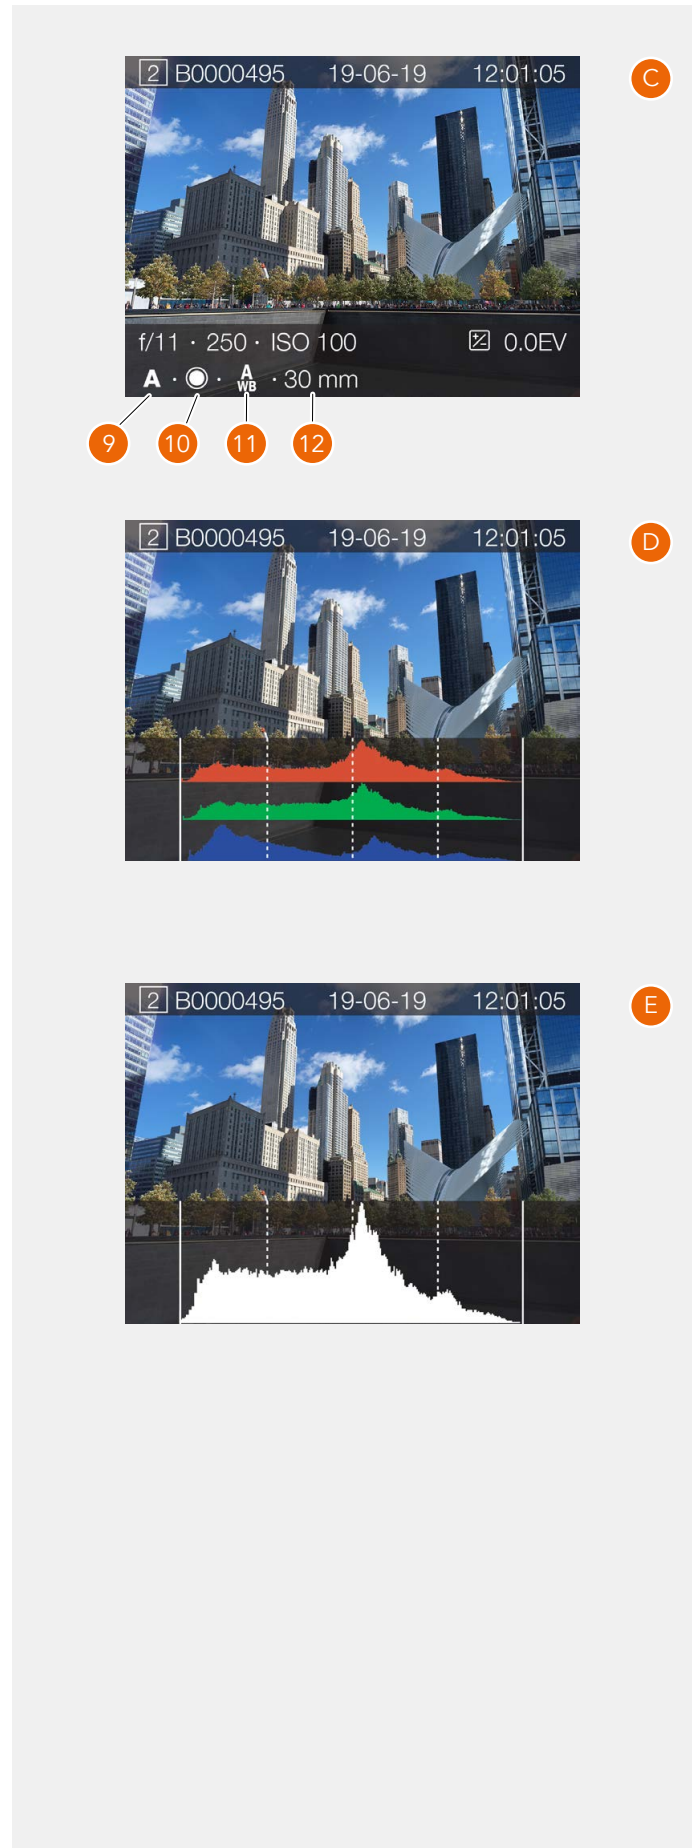 2 B0000495 19-06-19 12:01:05
C
f/11 · 250 · ISO 100 0.0EV
A · · A WB · 30 mm
9 10 11 12
2 B0000495 19-06-19 12:01:05
D
2 B0000495 19-06-19 12:01:05
E